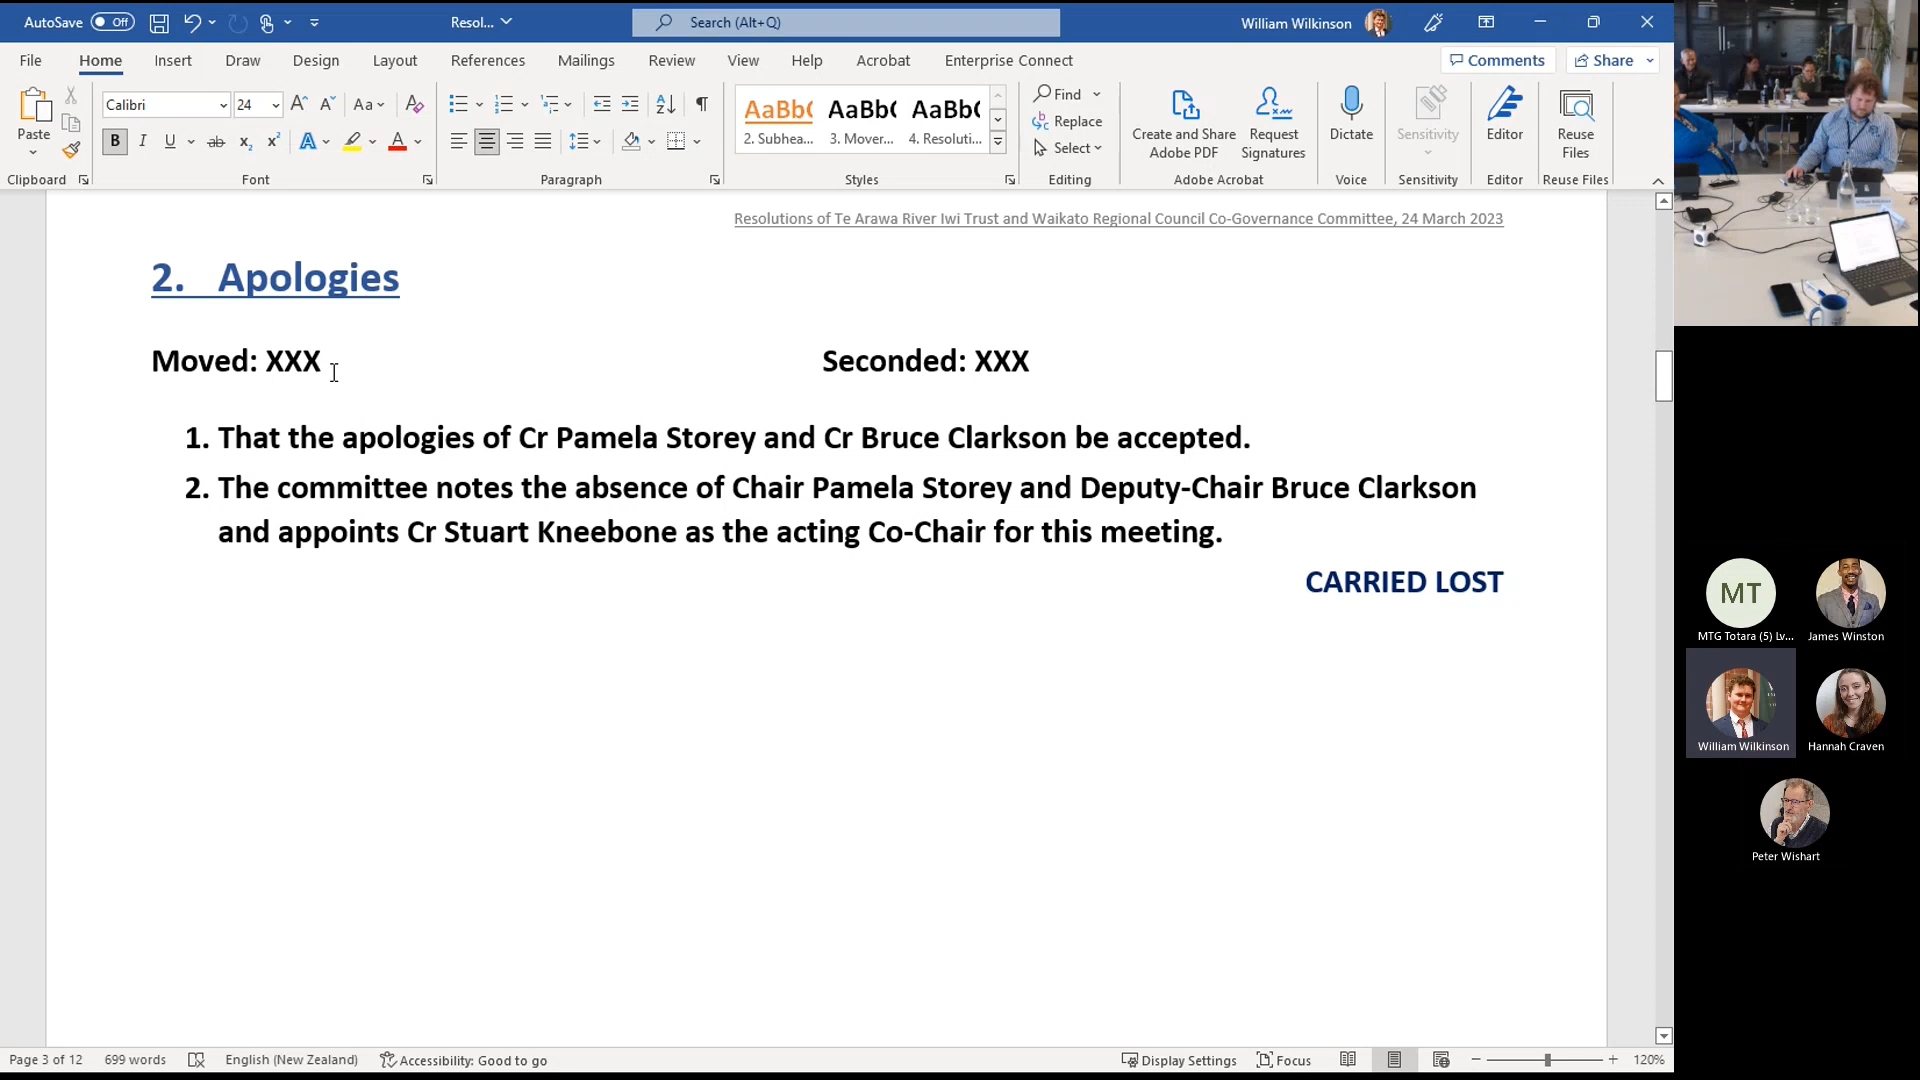 AutoSave Off Resol... Search (Alt+Q) William Wilkinson
File Home Insert Draw Design Layout References Mailings Review View Help Acrobat Enterprise Connect Comments Share
Paste
Clipboard
Calibri 24
Font
Paragraph
AaBbC AaBbC AaBbC
2. Subhea... 3. Mover... 4. Resoluti...
Styles
Find
Replace
Select
Editing
Create and Share Adobe PDF
Request Signatures
Adobe Acrobat
Dictate
Voice
Sensitivity
Sensitivity
Editor
Editor
Reuse Files
Reuse Files
Resolutions of Te Arawa River Iwi Trust and Waikato Regional Council Co-Governance Committee, 24 March 2023
2. Apologies
Moved: XXX Seconded: XXX
1. That the apologies of Cr Pamela Storey and Cr Bruce Clarkson be accepted.
2. The committee notes the absence of Chair Pamela Storey and Deputy-Chair Bruce Clarkson
and appoints Cr Stuart Kneebone as the acting Co-Chair for this meeting.
CARRIED LOST
MT
MTG Totara (5) Lv... James Winston
William Wilkinson Hannah Craven
Peter Wishart
Page 3 of 12 699 words English (New Zealand) Accessibility: Good to go Display Settings Focus 120%